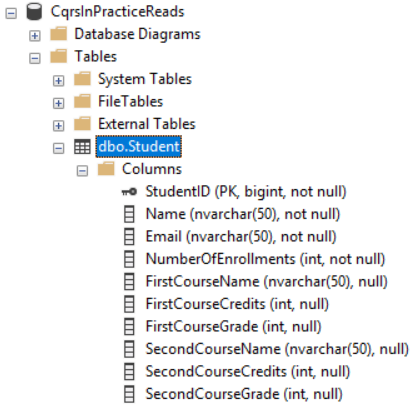 CqrsInPracticeReads
Database Diagrams
Tables
System Tables
FileTables
External Tables
dbo.Student
Columns
StudentID (PK, bigint, not null)
Name (nvarchar(50), not null)
Email (nvarchar(50), not null)
NumberOfEnrollments (int, not null)
FirstCourseName (nvarchar(50), null)
FirstCourseCredits (int, null)
FirstCourseGrade (int, null)
SecondCourseName (nvarchar(50), null)
SecondCourseCredits (int, null)
SecondCourseGrade (int, null)